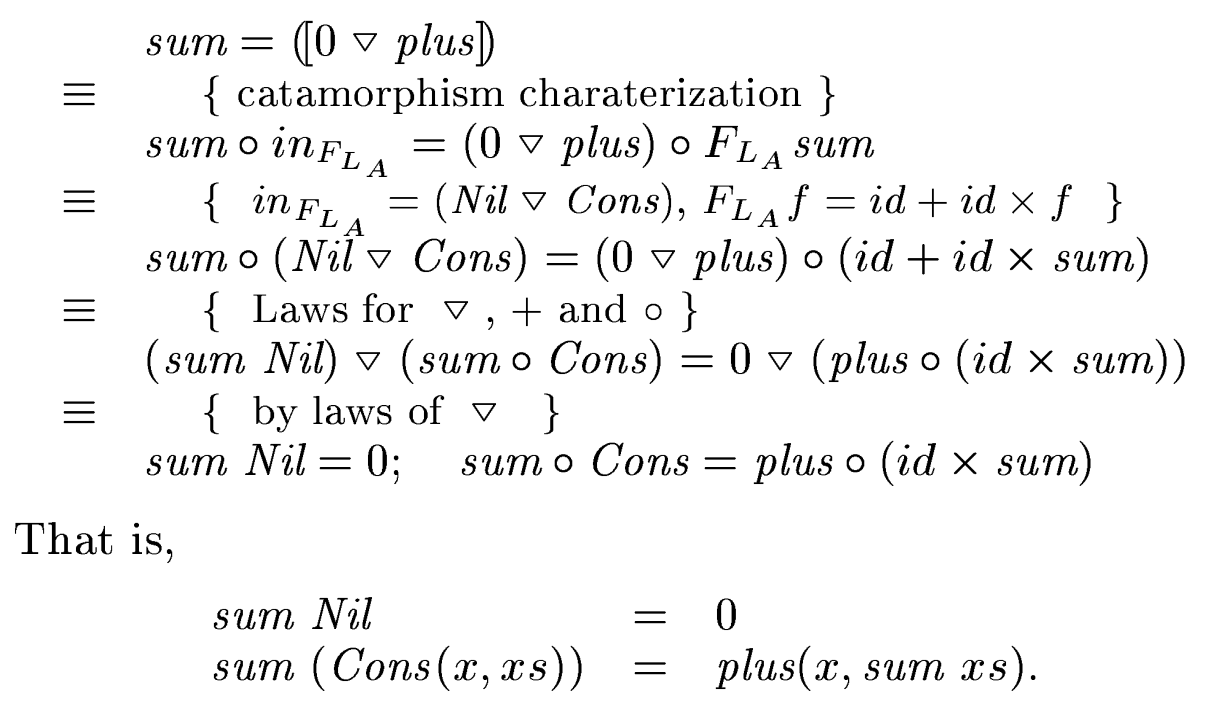 sum = ⦇0 ▽ plus⦈
≡ { catamorphism charaterization }
sum ∘ in_{F_{L_A}} = (0 ▽ plus) ∘ F_{L_A} sum
≡ { in_{F_{L_A}} = (Nil ▽ Cons), F_{L_A} f = id + id × f }
sum ∘ (Nil ▽ Cons) = (0 ▽ plus) ∘ (id + id × sum)
≡ { Laws for ▽ , + and ∘ }
(sum Nil) ▽ (sum ∘ Cons) = 0 ▽ (plus ∘ (id × sum))
≡ { by laws of ▽ }
sum Nil = 0; sum ∘ Cons = plus ∘ (id × sum)
That is,
sum Nil = 0
sum (Cons(x, xs)) = plus(x, sum xs).